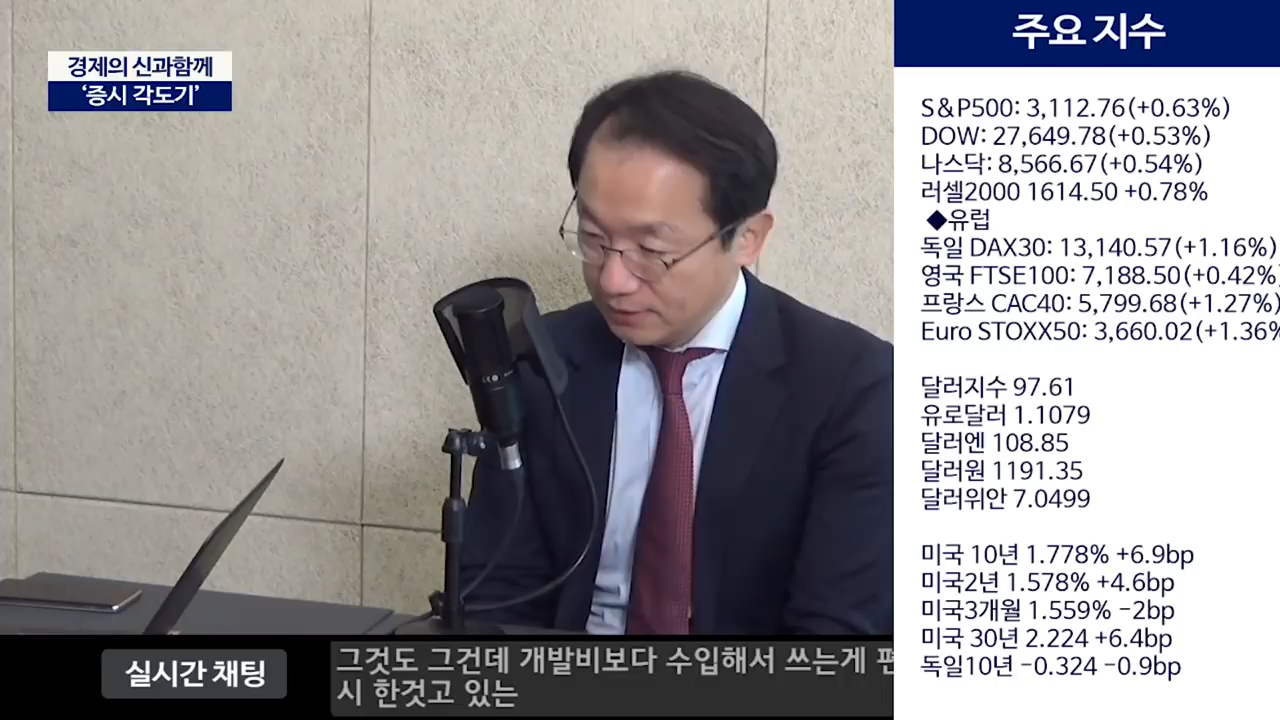 경제의 신과함께
‘증시 각도기’
주요 지수
S&P500: 3,112.76(+0.63%)
DOW: 27,649.78(+0.53%)
나스닥: 8,566.67(+0.54%)
러셀2000 1614.50 +0.78%
◆유럽
독일 DAX30: 13,140.57(+1.16%)
영국 FTSE100: 7,188.50(+0.42%
프랑스 CAC40: 5,799.68(+1.27%)
Euro STOXX50: 3,660.02(+1.36%
달러지수 97.61
유로달러 1.1079
달러엔 108.85
달러원 1191.35
달러위안 7.0499
미국 10년 1.778% +6.9bp
미국2년 1.578% +4.6bp
미국3개월 1.559% -2bp
미국 30년 2.224 +6.4bp
독일10년 -0.324 -0.9bp
실시간 채팅
그것도 그건데 개발비보다 수입해서 쓰는게
시 한것고 있는